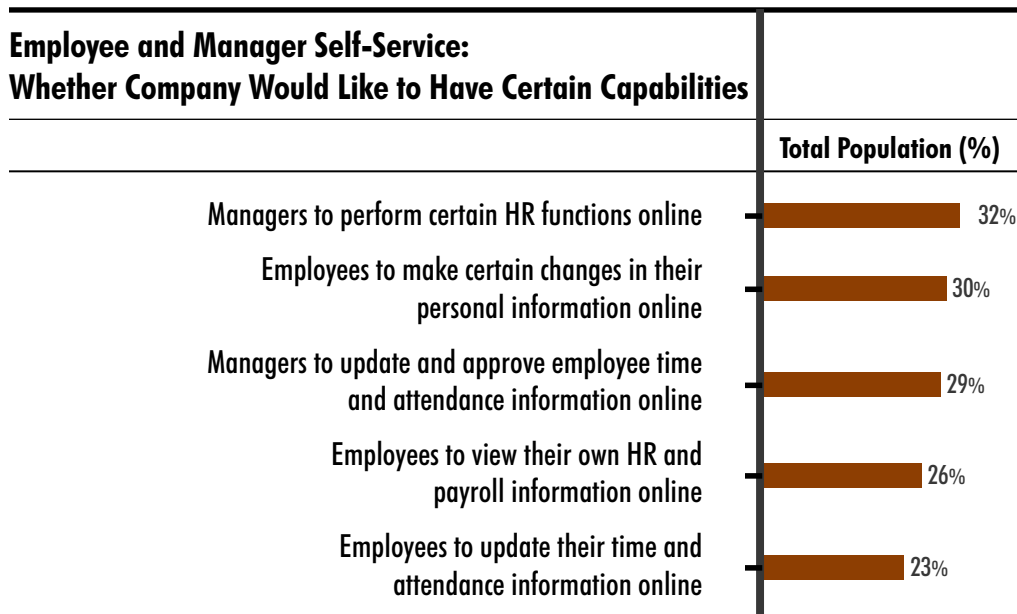 Employee and Manager Self-Service:
Whether Company Would Like to Have Certain Capabilities
Total Population (%)
Managers to perform certain HR functions online
32%
Employees to make certain changes in their
personal information online
30%
Managers to update and approve employee time
and attendance information online
29%
Employees to view their own HR and
payroll information online
26%
Employees to update their time and
attendance information online
23%